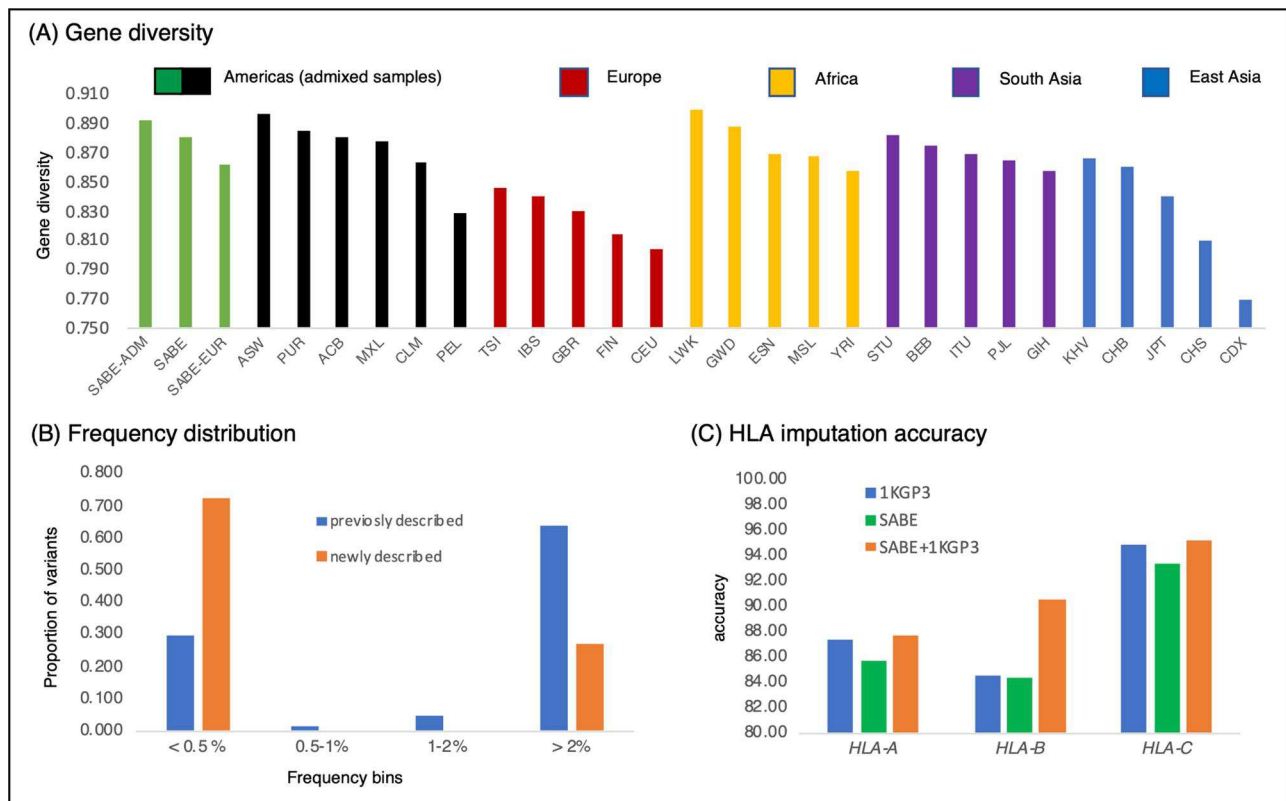 (A) Gene diversity
Americas (admixed samples) Europe Africa South Asia East Asia
0.910
0.890
0.870
0.850
0.830
0.810
0.790
0.770
0.750
Gene diversity
SABE-ADM SABE SABE-EUR ASW PUR ACB MXL CLM PEL TSI IBS GBR FIN CEU LWK GWD ESN MSL YRI STU BEB ITU PJL GIH KHV CHB JPT CHS CDX
(B) Frequency distribution
0.800
0.700
0.600
0.500
0.400
0.300
0.200
0.100
0.000
Proportion of variants
previosly described
newly described
< 0.5% 0.5-1% 1-2% > 2%
Frequency bins
(C) HLA imputation accuracy
100.00
98.00
96.00
94.00
92.00
90.00
88.00
86.00
84.00
82.00
80.00
accuracy
1KGP3
SABE
SABE+1KGP3
HLA-A HLA-B HLA-C